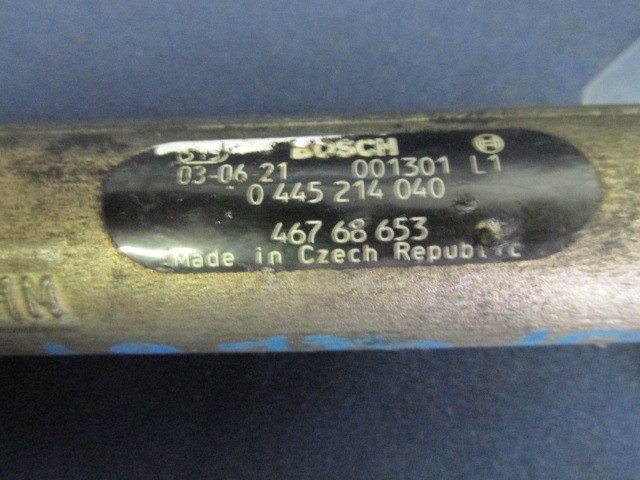 BOSCH
03-06 21 001301 L1
0 445 214 040
467 68 653
Made in Czech Republic